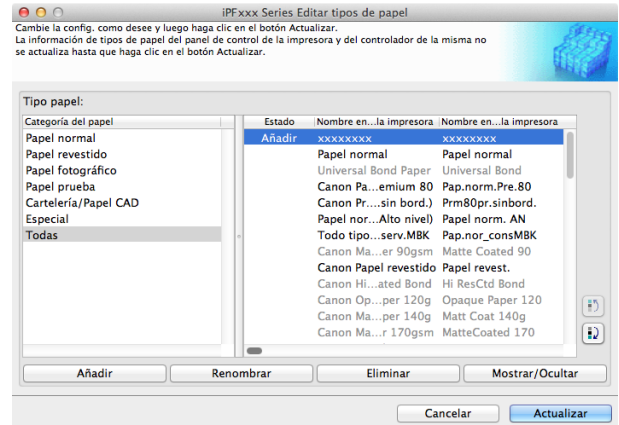 iPFxxx Series Editar tipos de papel
Cambie la config. como desee y luego haga clic en el botón Actualizar.
La información de tipos de papel del panel de control de la impresora y del controlador de la misma no
se actualiza hasta que haga clic en el botón Actualizar.
Tipo papel:
Categoría del papel Estado Nombre en...la impresora Nombre en...la impresora
Papel normal Añadir xxxxxxxx xxxxxxxx
Papel revestido Papel normal Papel normal
Papel fotográfico Universal Bond Paper Universal Bond
Papel prueba Canon Pa...emium 80 Pap.norm.Pre.80
Cartelería/Papel CAD Canon Pr....sin bord.) Prm80pr.sinbord.
Especial Papel nor...Alto nivel) Papel norm. AN
Todas Todo tipo...serv.MBK Pap.nor_consMBK
Canon Ma...er 90gsm Matte Coated 90
Canon Papel revestido Papel revest.
Canon Hi...ated Bond Hi ResCtd Bond
Canon Op...per 120g Opaque Paper 120
Canon Ma...per 140g Matt Coat 140g
Canon Ma...r 170gsm MatteCoated 170
Añadir Renombrar Eliminar Mostrar/Ocultar
Cancelar Actualizar